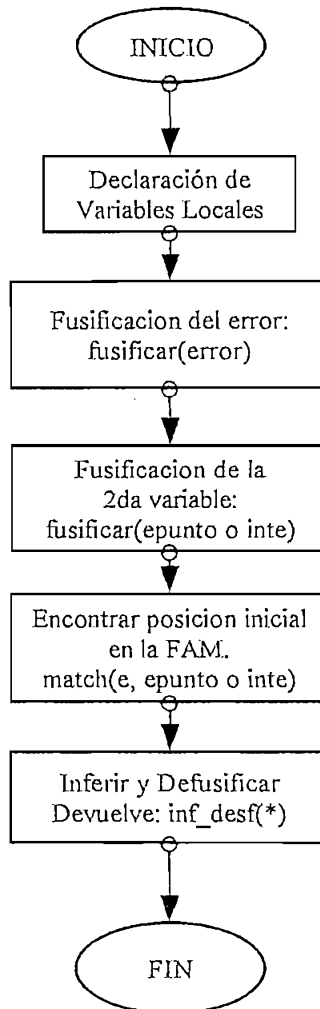 INICIO
Declaración de
Variables Locales
Fusificacion del error:
fusificar(error)
Fusificacion de la
2da variable:
fusificar(epunto o inte)
Encontrar posicion inicial
en la FAM.
match(e, epunto o inte)
Inferir y Defusificar
Devuelve: inf_desf(*)
FIN